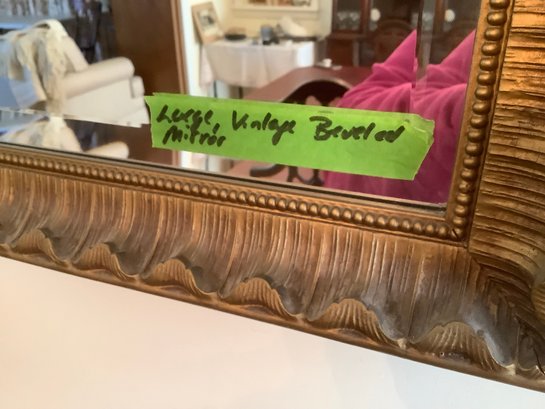 Large, Vintage Beveled
Mirror